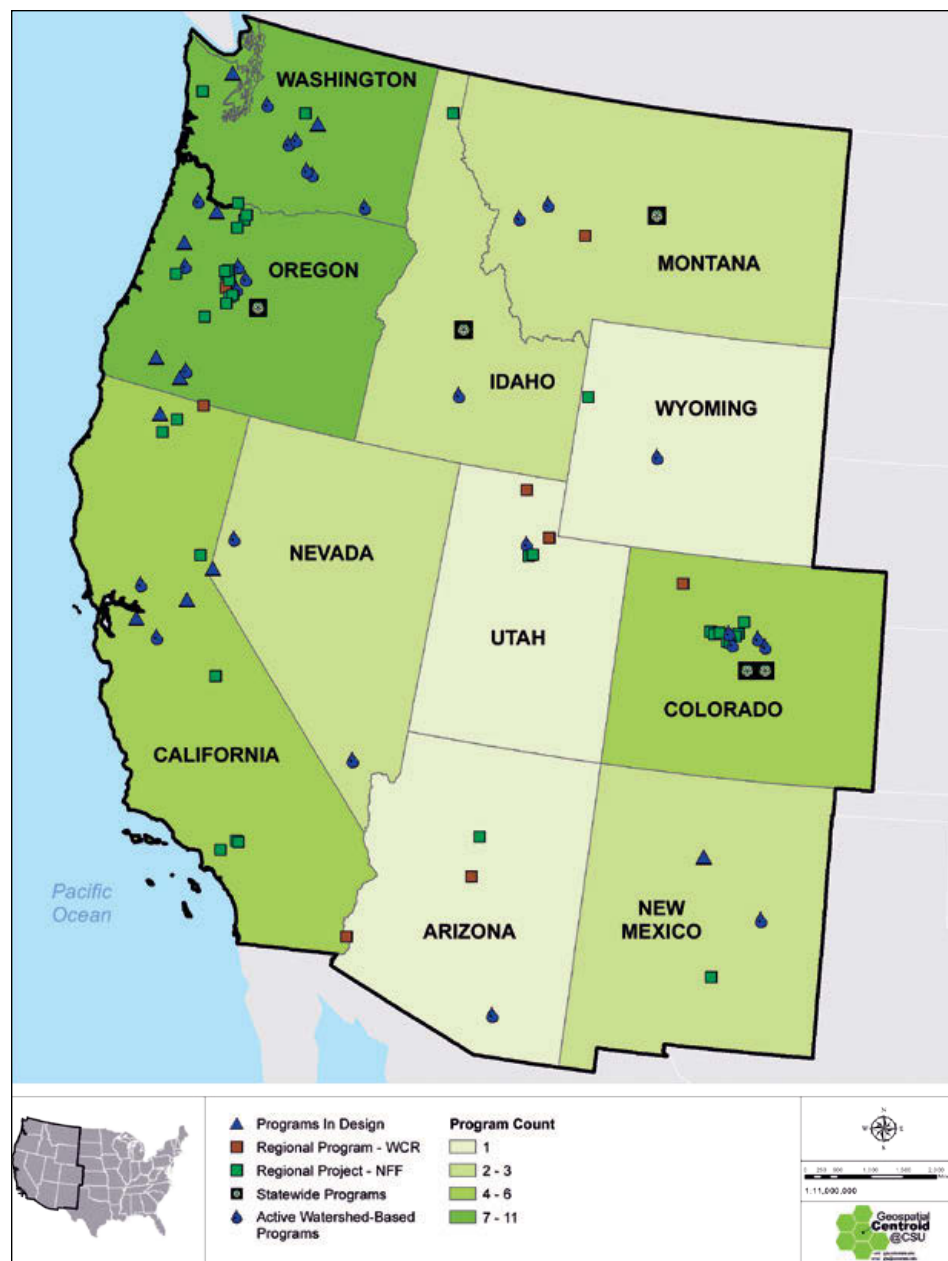 WASHINGTON
MONTANA
OREGON
IDAHO
WYOMING
NEVADA
UTAH
COLORADO
CALIFORNIA
Pacific
Ocean
ARIZONA
NEW
MEXICO
Programs In Design
Regional Program - WCR
Regional Project - NFF
Statewide Programs
Active Watershed-Based
Programs
Program Count
1
2 - 3
4 - 6
7 - 11
N
W
E
S
1:11,000,000
Geospatial
Centroid
@CSU